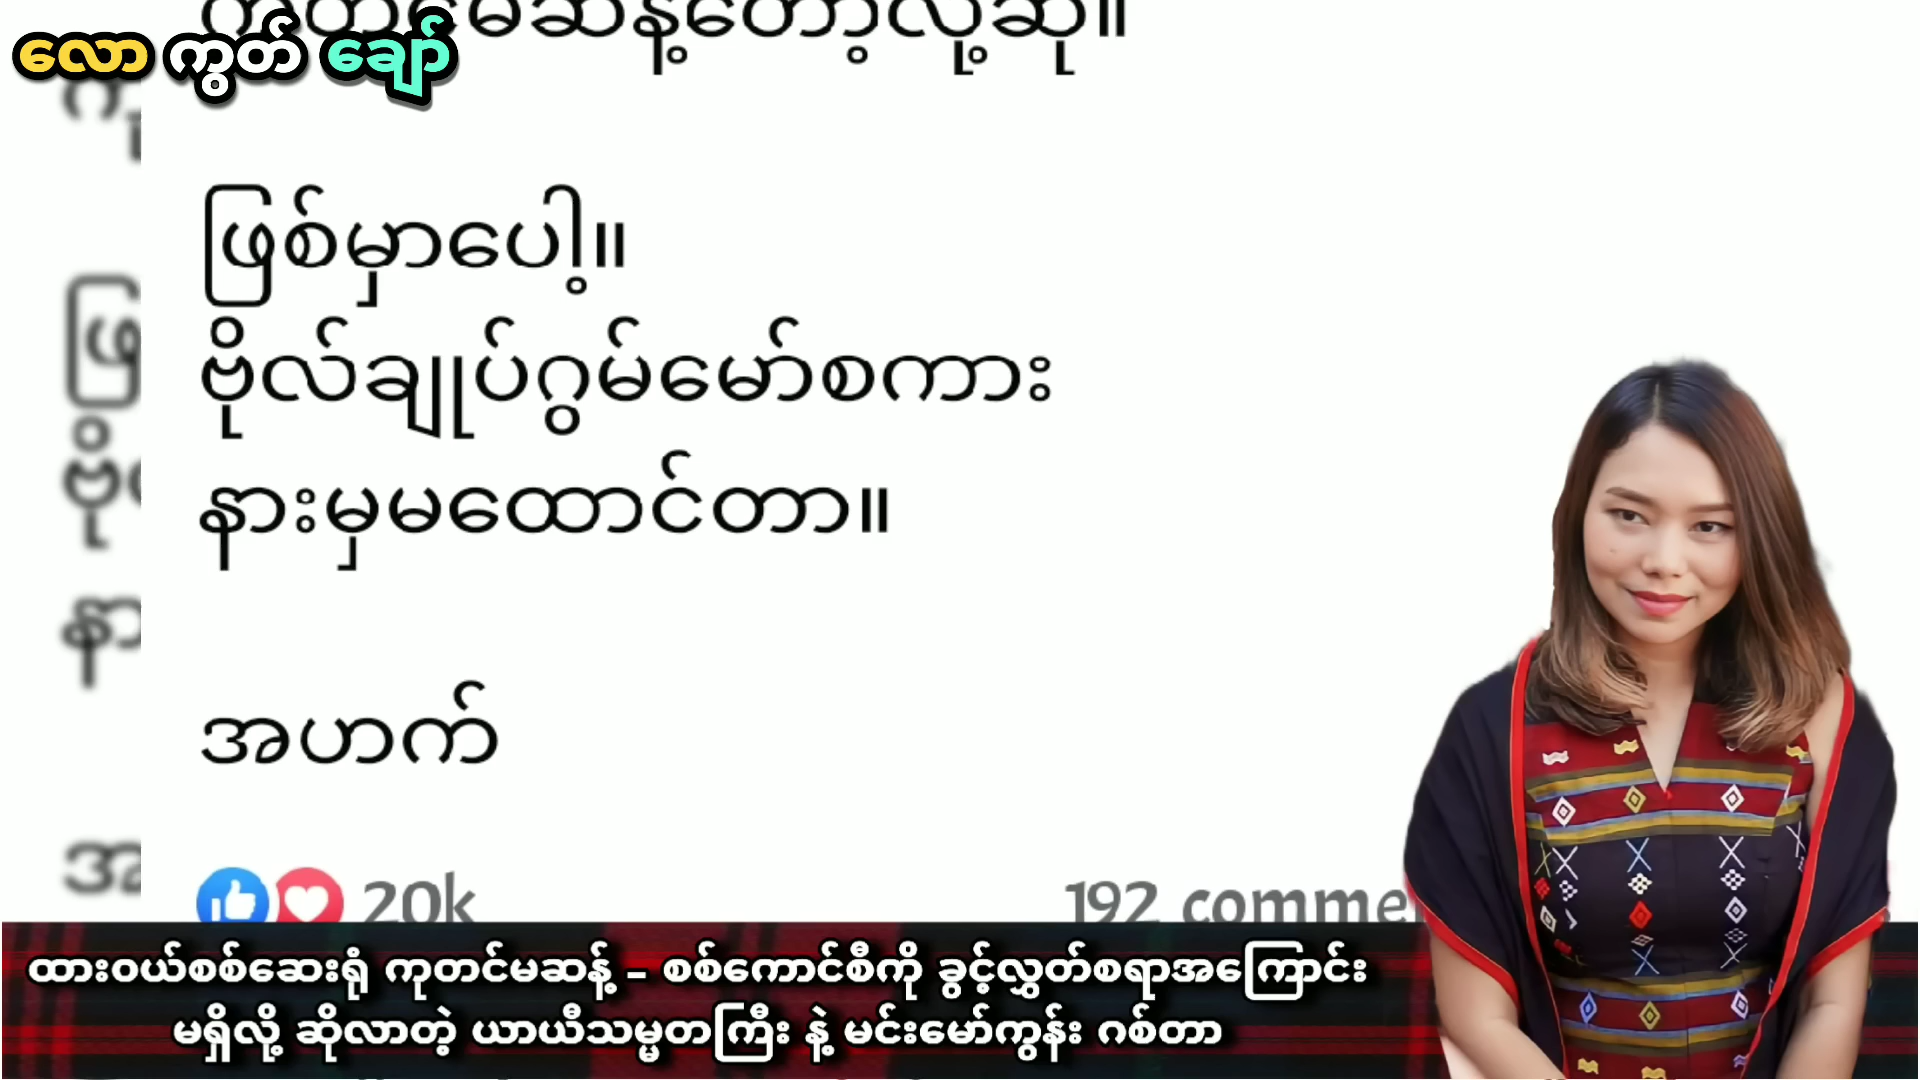 လော ကွတ် ချော်
ဖြစ်မှာပေါ့။
ဗိုလ်ချုပ်ဂွမ်မော်စကား
နားမှမထောင်တာ။
အဟက်
20k
192 comme
ထားဝယ်စစ်ဆေးရုံ ကုတင်မဆန့် – စစ်ကောင်စီကို ခွင့်လွှတ်စရာအကြောင်း
မရှိလို့ ဆိုလာတဲ့ ယာယီသမ္မတကြီး နဲ့ မင်းမော်ကွန်း ဂစ်တာ